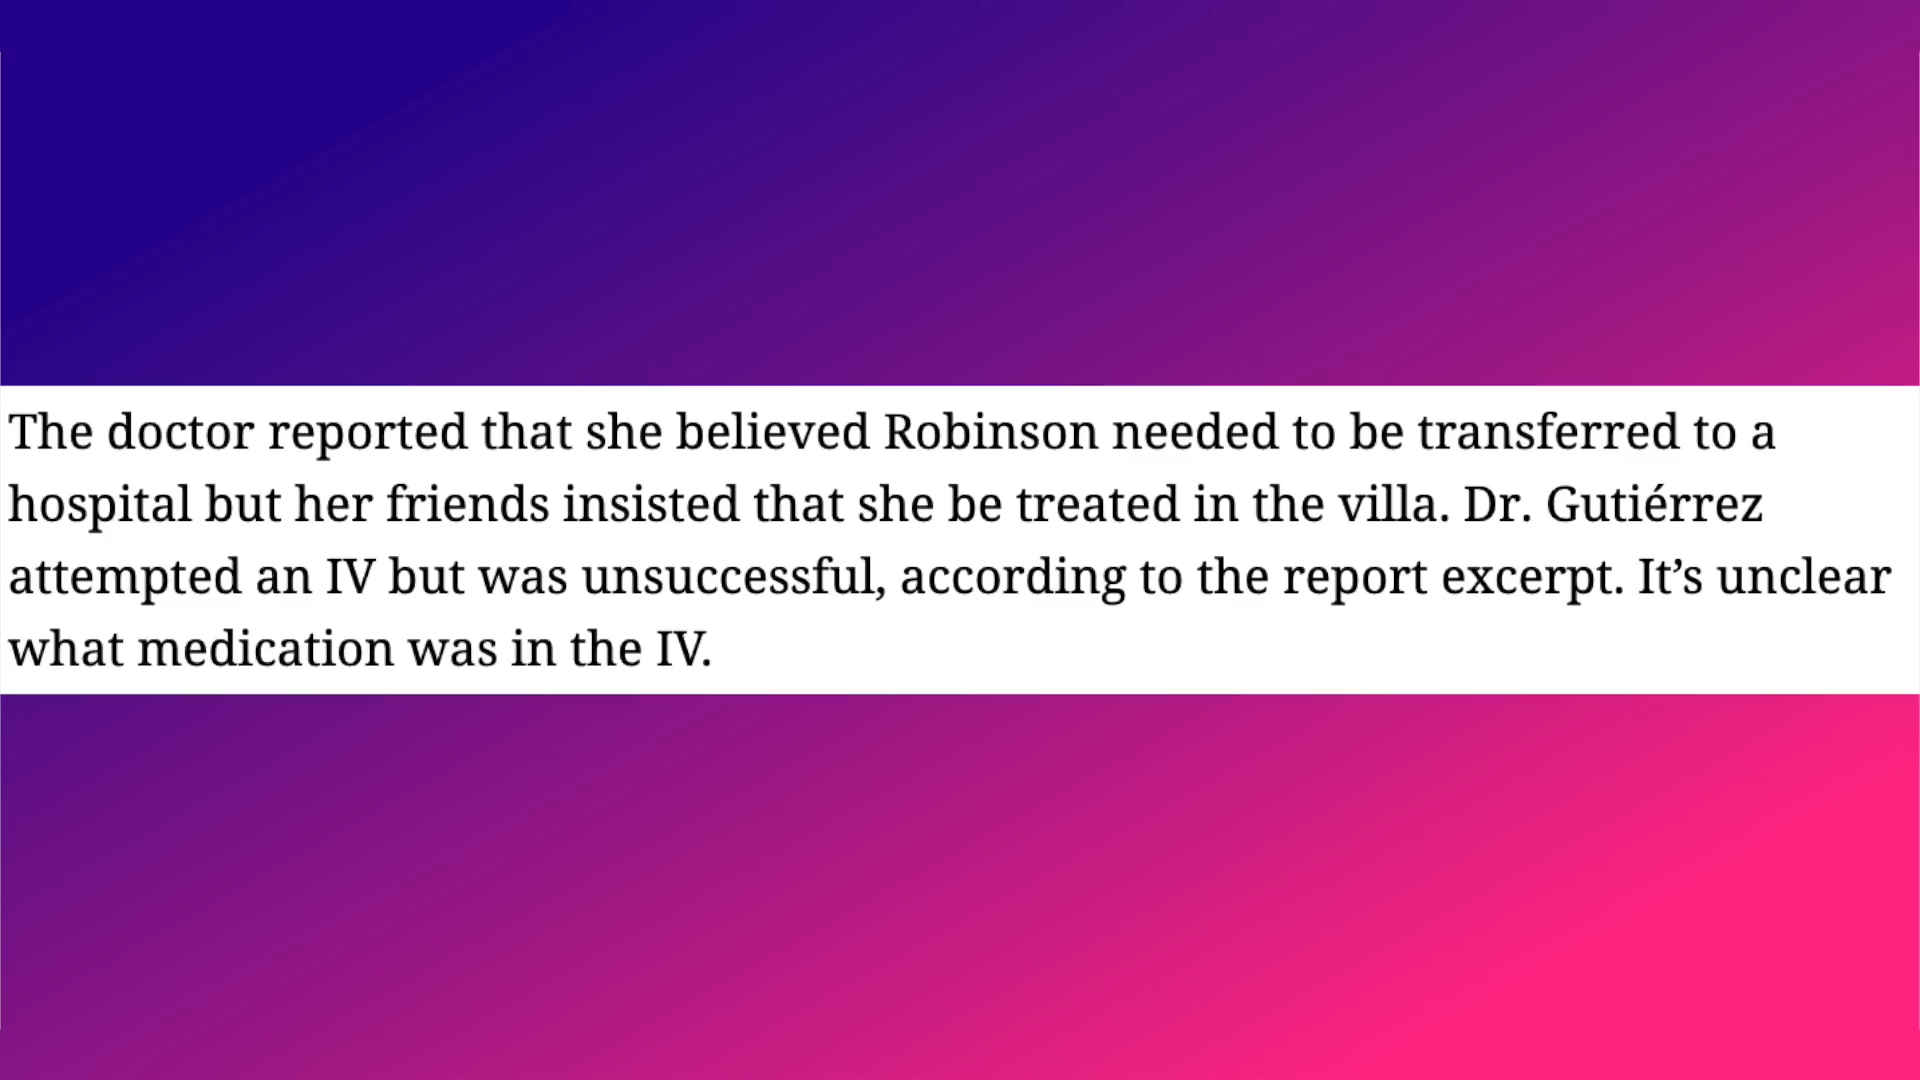 The doctor reported that she believed Robinson needed to be transferred to a
hospital but her friends insisted that she be treated in the villa. Dr. Gutiérrez
attempted an IV but was unsuccessful, according to the report excerpt. It’s unclear
what medication was in the IV.